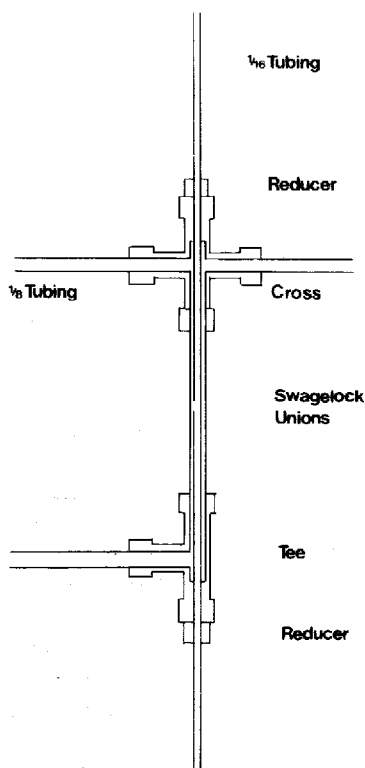 1/16 Tubing
Reducer
1/8 Tubing
Cross
Swagelock
Unions
Tee
Reducer